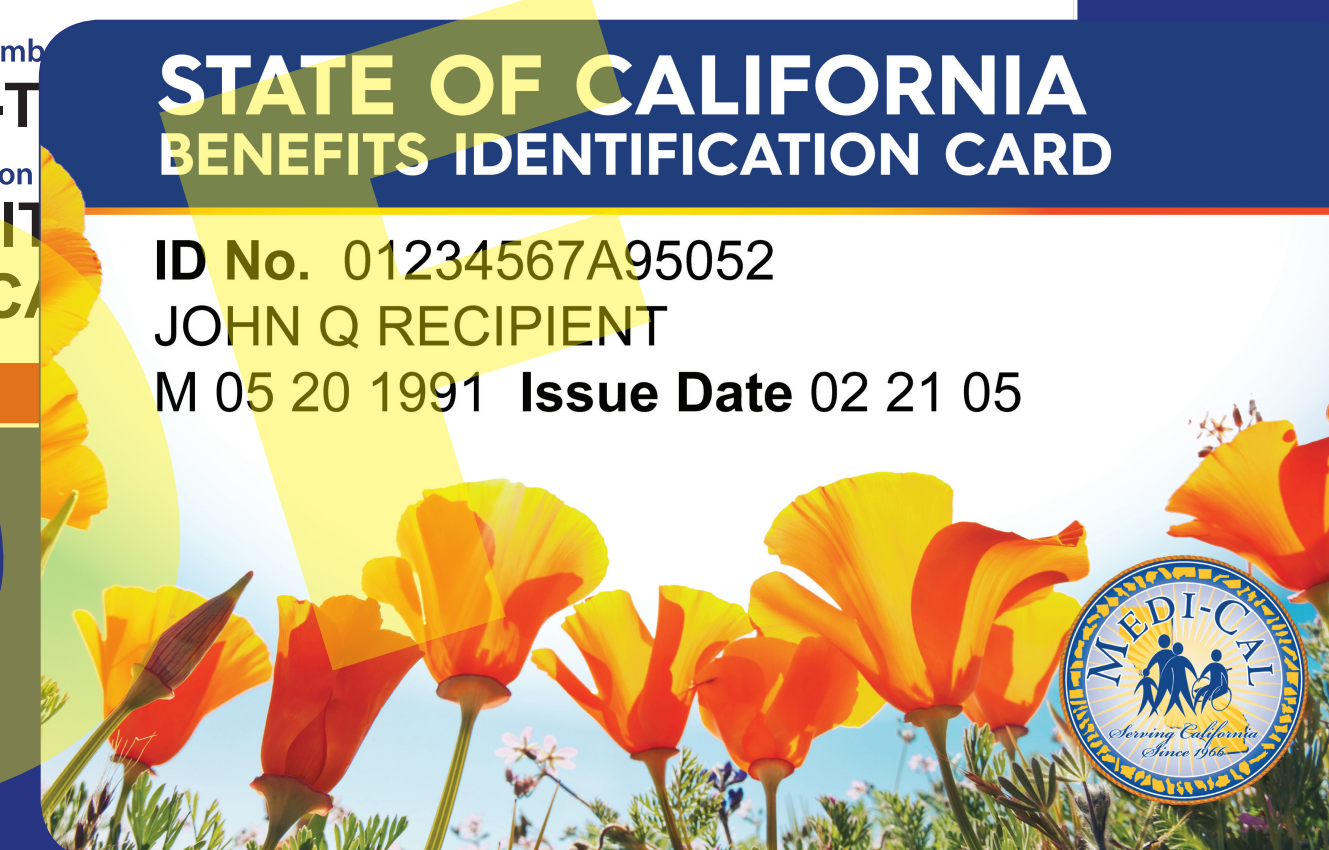 STATE OF CALIFORNIA
BENEFITS IDENTIFICATION CARD
ID No. 01234567A95052
JOHN Q RECIPIENT
M 05 20 1991 Issue Date 02 21 05
MEDI-CAL
Serving California
Since 1966